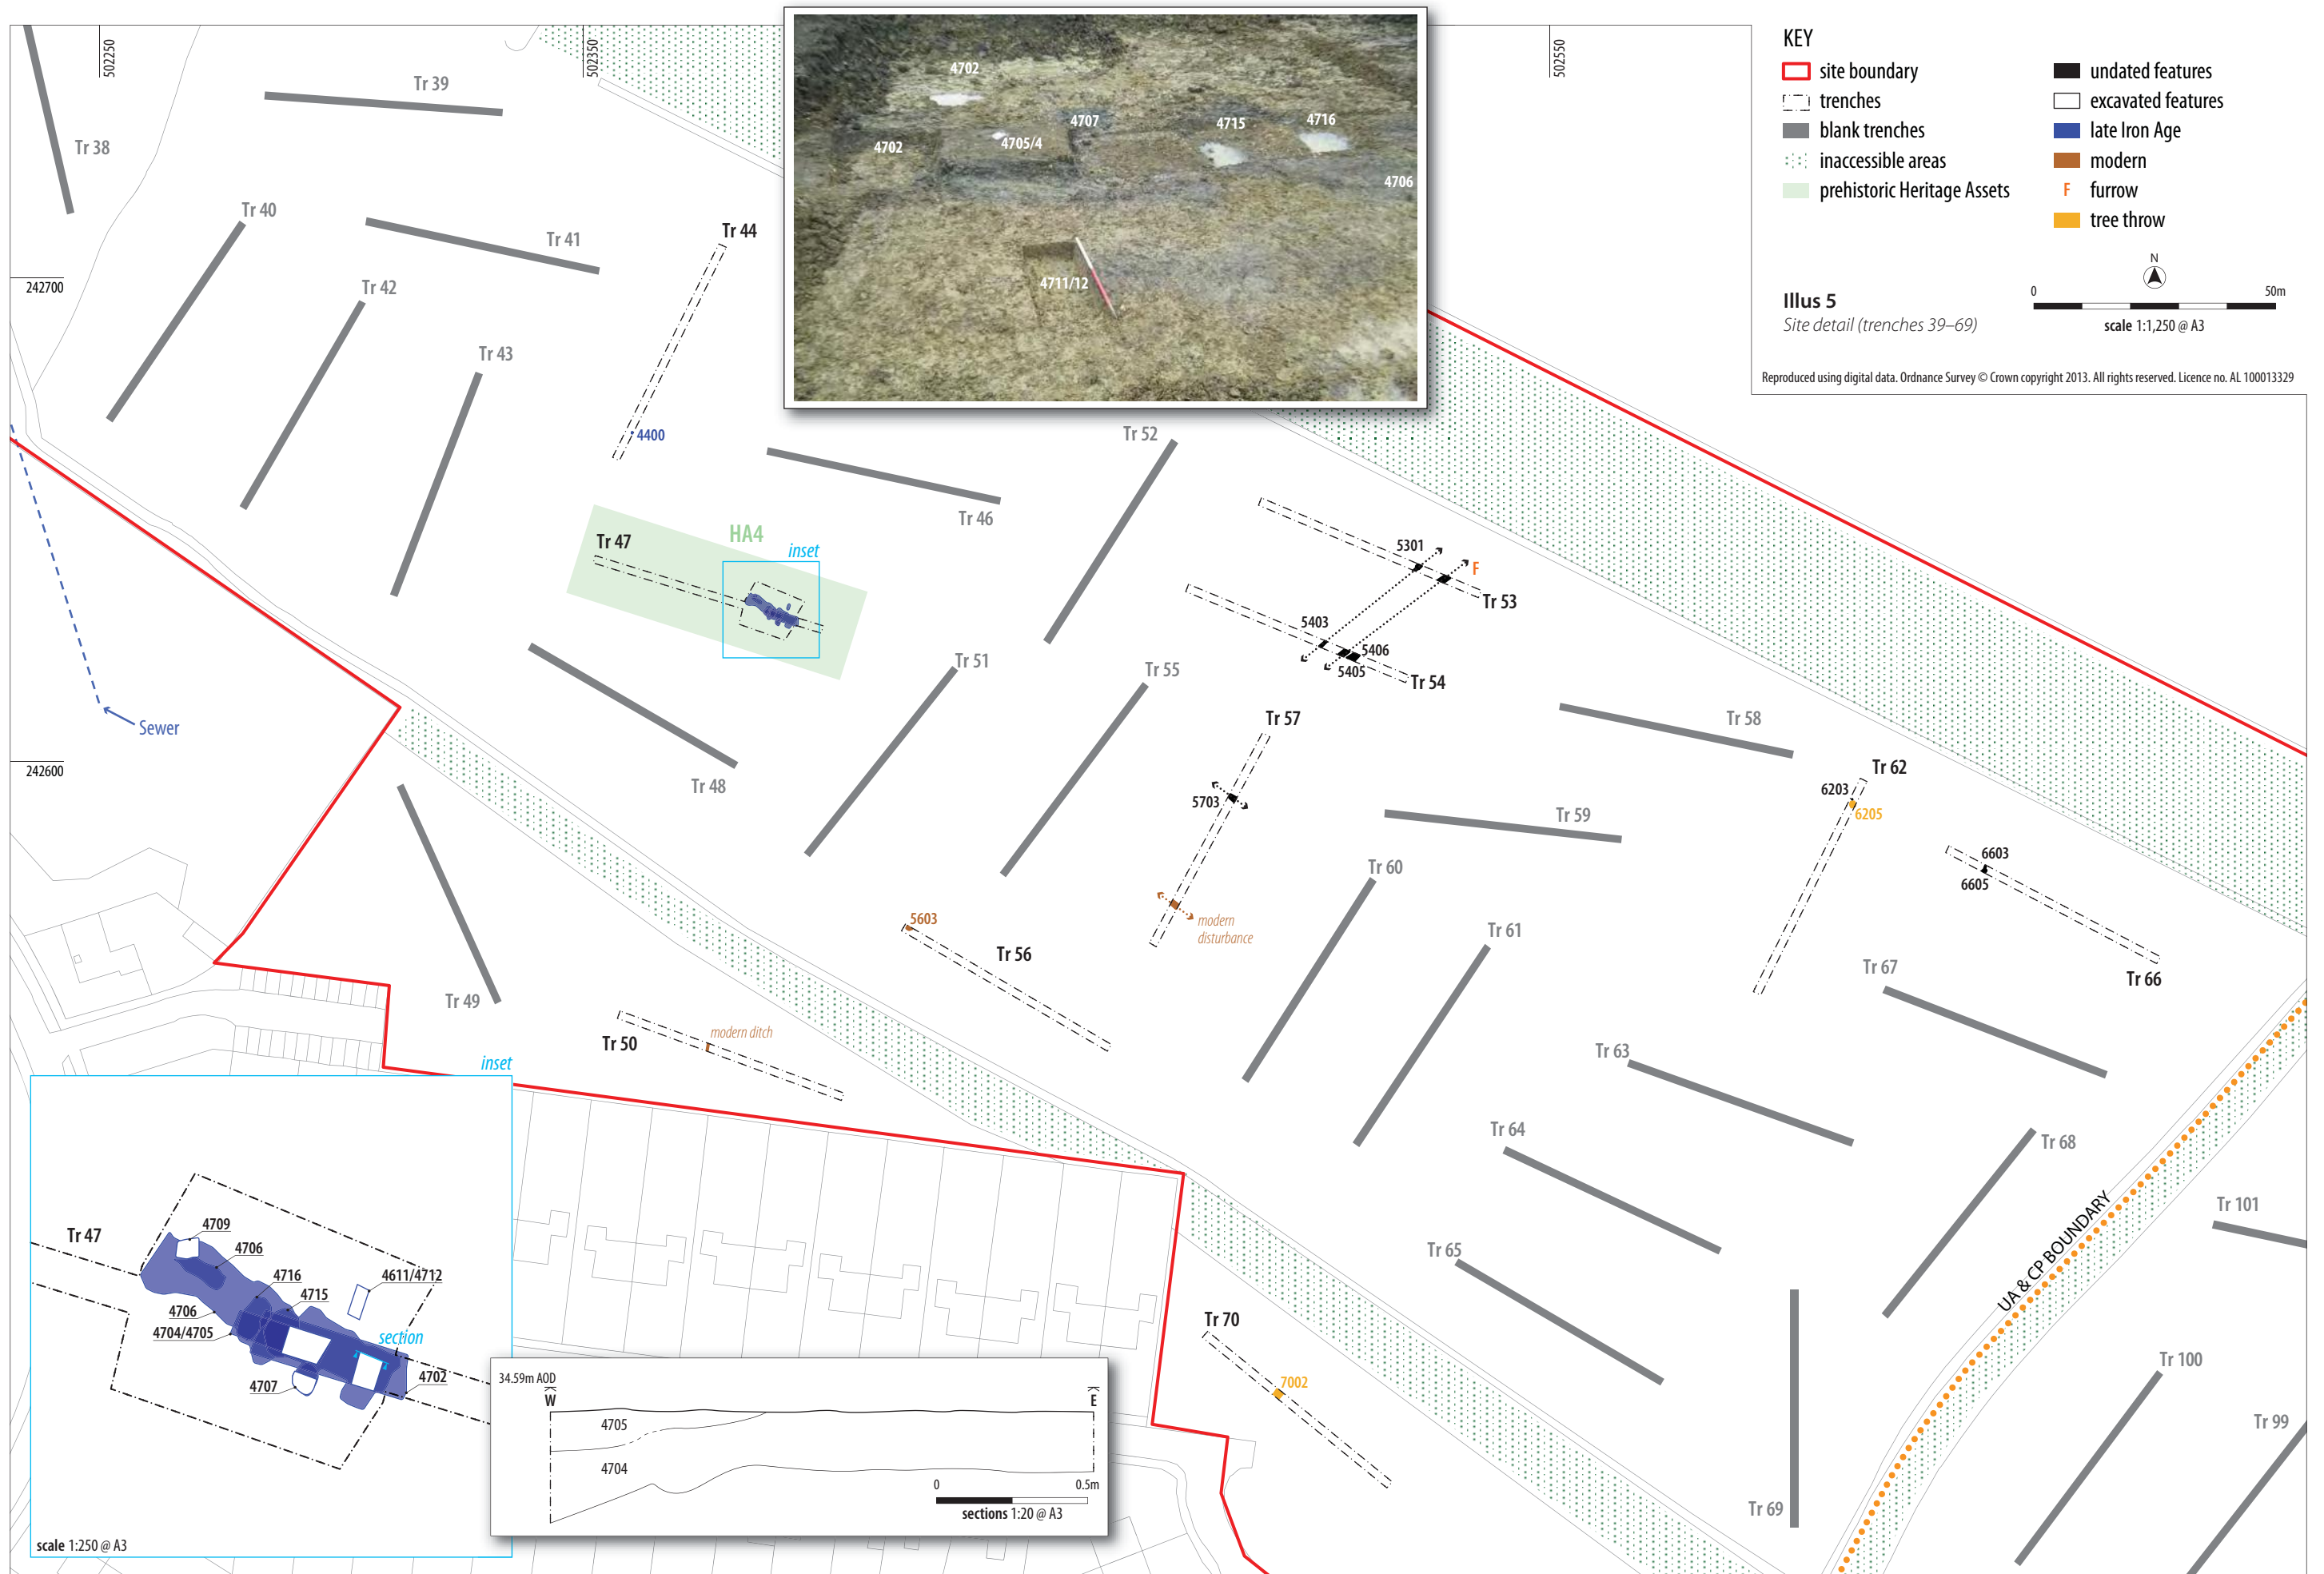 502250
502350
502550
242700
242600
Tr 38
Tr 39
Tr 40
Tr 41
Tr 42
Tr 43
Tr 44
4400
Tr 46
HA4
Tr 47
inset
Tr 48
Tr 49
Tr 50
modern ditch
Tr 51
Tr 52
5301
F
Tr 53
5403
5406
5405
Tr 54
Tr 55
5603
Tr 56
Tr 57
5703
modern
disturbance
Tr 58
Tr 59
Tr 60
Tr 61
Tr 62
6203
6205
Tr 63
Tr 64
Tr 65
6603
6605
Tr 66
Tr 67
Tr 68
Tr 69
Tr 70
7002
Tr 99
Tr 100
Tr 101
UA & CP BOUNDARY
Sewer
4702
4707
4715
4716
4702
4705/4
4706
4711/12
KEY
site boundary
trenches
blank trenches
inaccessible areas
prehistoric Heritage Assets
undated features
excavated features
late Iron Age
modern
F furrow
tree throw
N
0 50m
scale 1:1,250 @ A3
Illus 5
Site detail (trenches 39–69)
Reproduced using digital data. Ordnance Survey © Crown copyright 2013. All rights reserved. Licence no. AL 100013329
inset
Tr 47
4709
4706
4716
4611/4712
4715
4706
4704/4705
section
4707
4702
scale 1:250 @ A3
34.59m AOD
W
E
4705
4704
0 0.5m
sections 1:20 @ A3